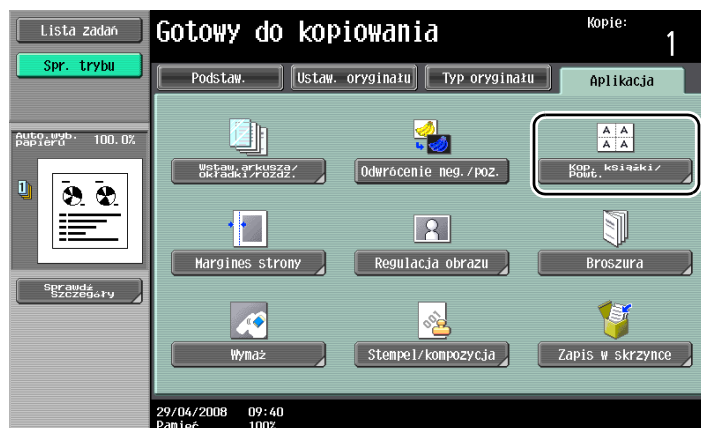 Lista zadań
Gotowy do kopiowania
Kopie:
1
Spr. trybu
Podstaw.
Ustaw. oryginału
Typ oryginału
Aplikacja
Auto.wyb.
papieru
100.0%
Wstaw.arkusza/
okładki/rozdz.
Odwrócenie neg./poz.
A A
A A
Kop. książki/
Powt.
Margines strony
Regulacja obrazu
Broszura
Sprawdź
Szczegóły
001
Wymaż
Stempel/kompozycja
Zapis w skrzynce
29/04/2008 09:40
Pamięć 100%